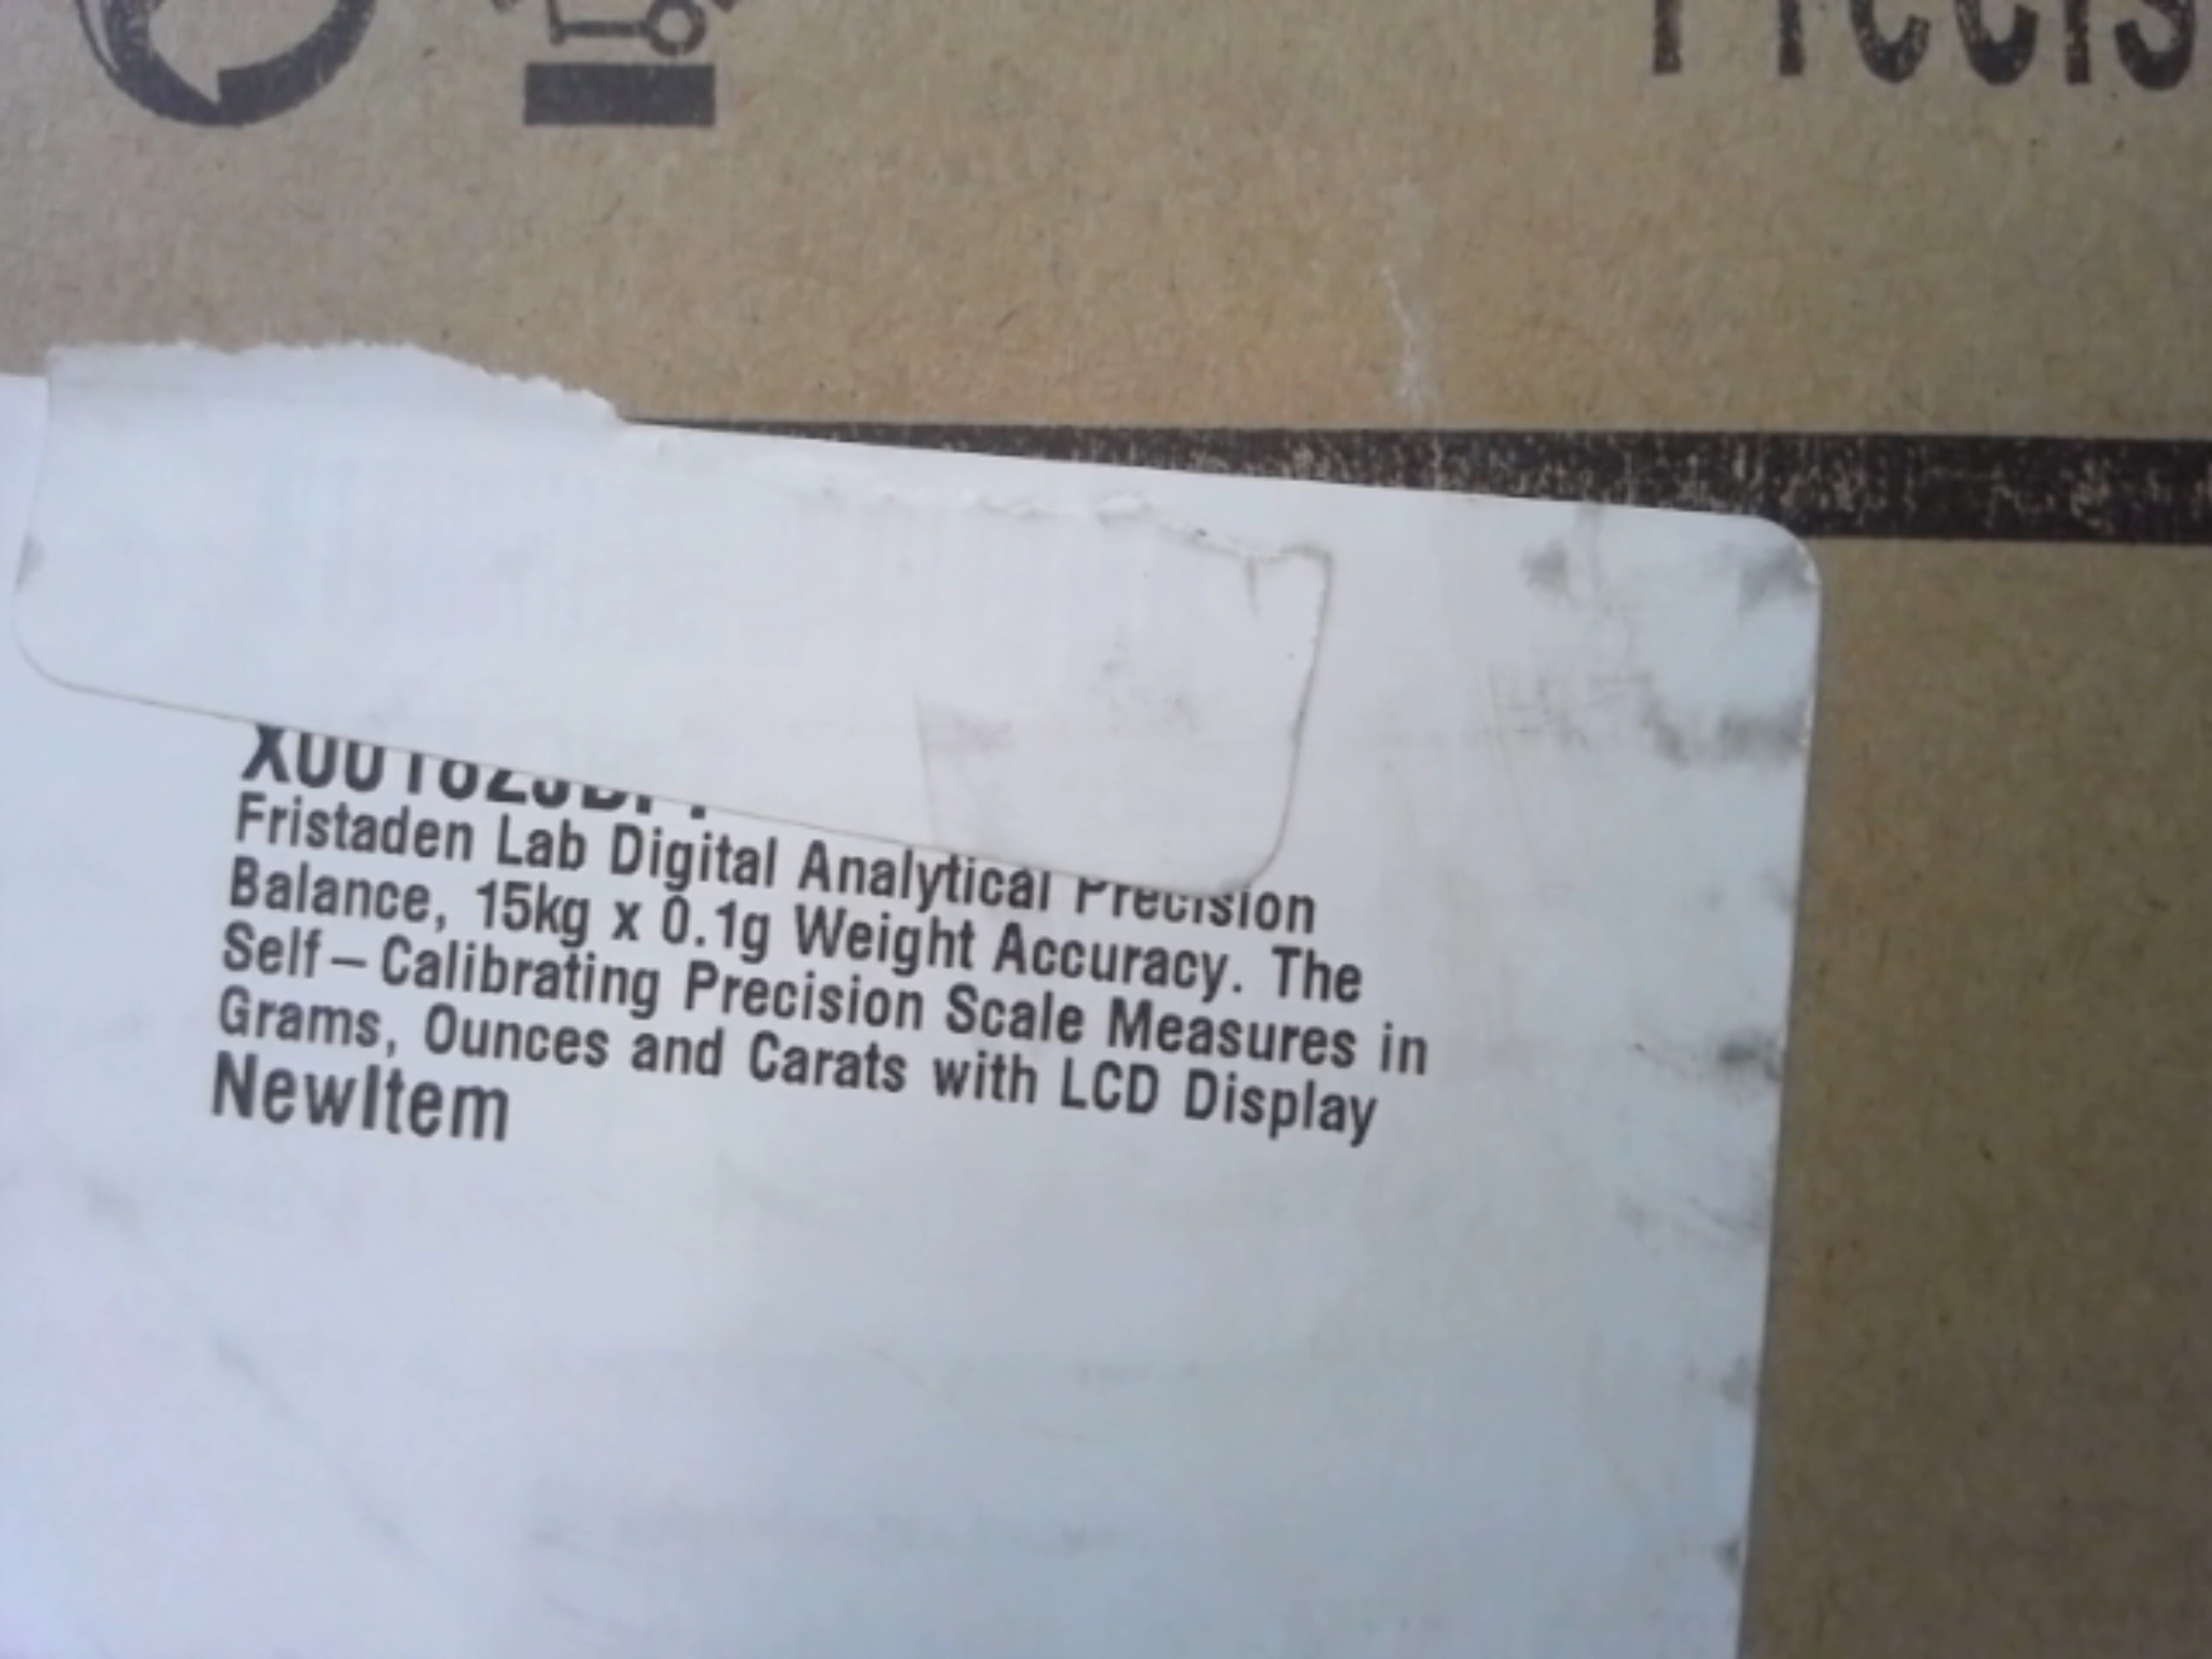 Fristaden Lab Digital Analytical Precision
Balance, 15kg x 0.1g Weight Accuracy. The
Self-Calibrating Precision Scale Measures in
Grams, Ounces and Carats with LCD Display
NewItem